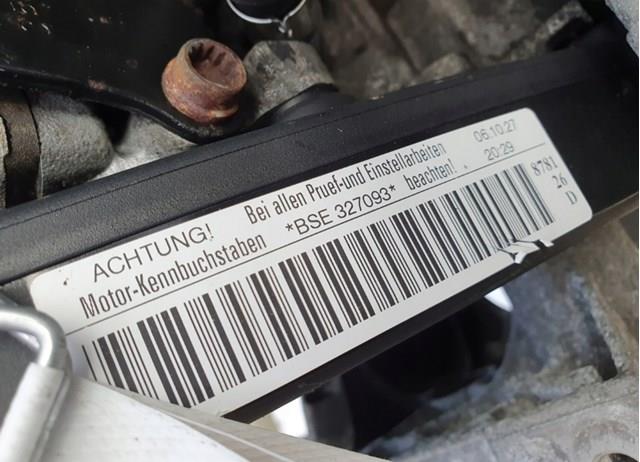 ACHTUNG! Bei allen Pruef-und Einstellarbeiten 06.10.27
Motor-Kennbuchstaben *BSE 327093* beachten! 20:29
8781
26
D